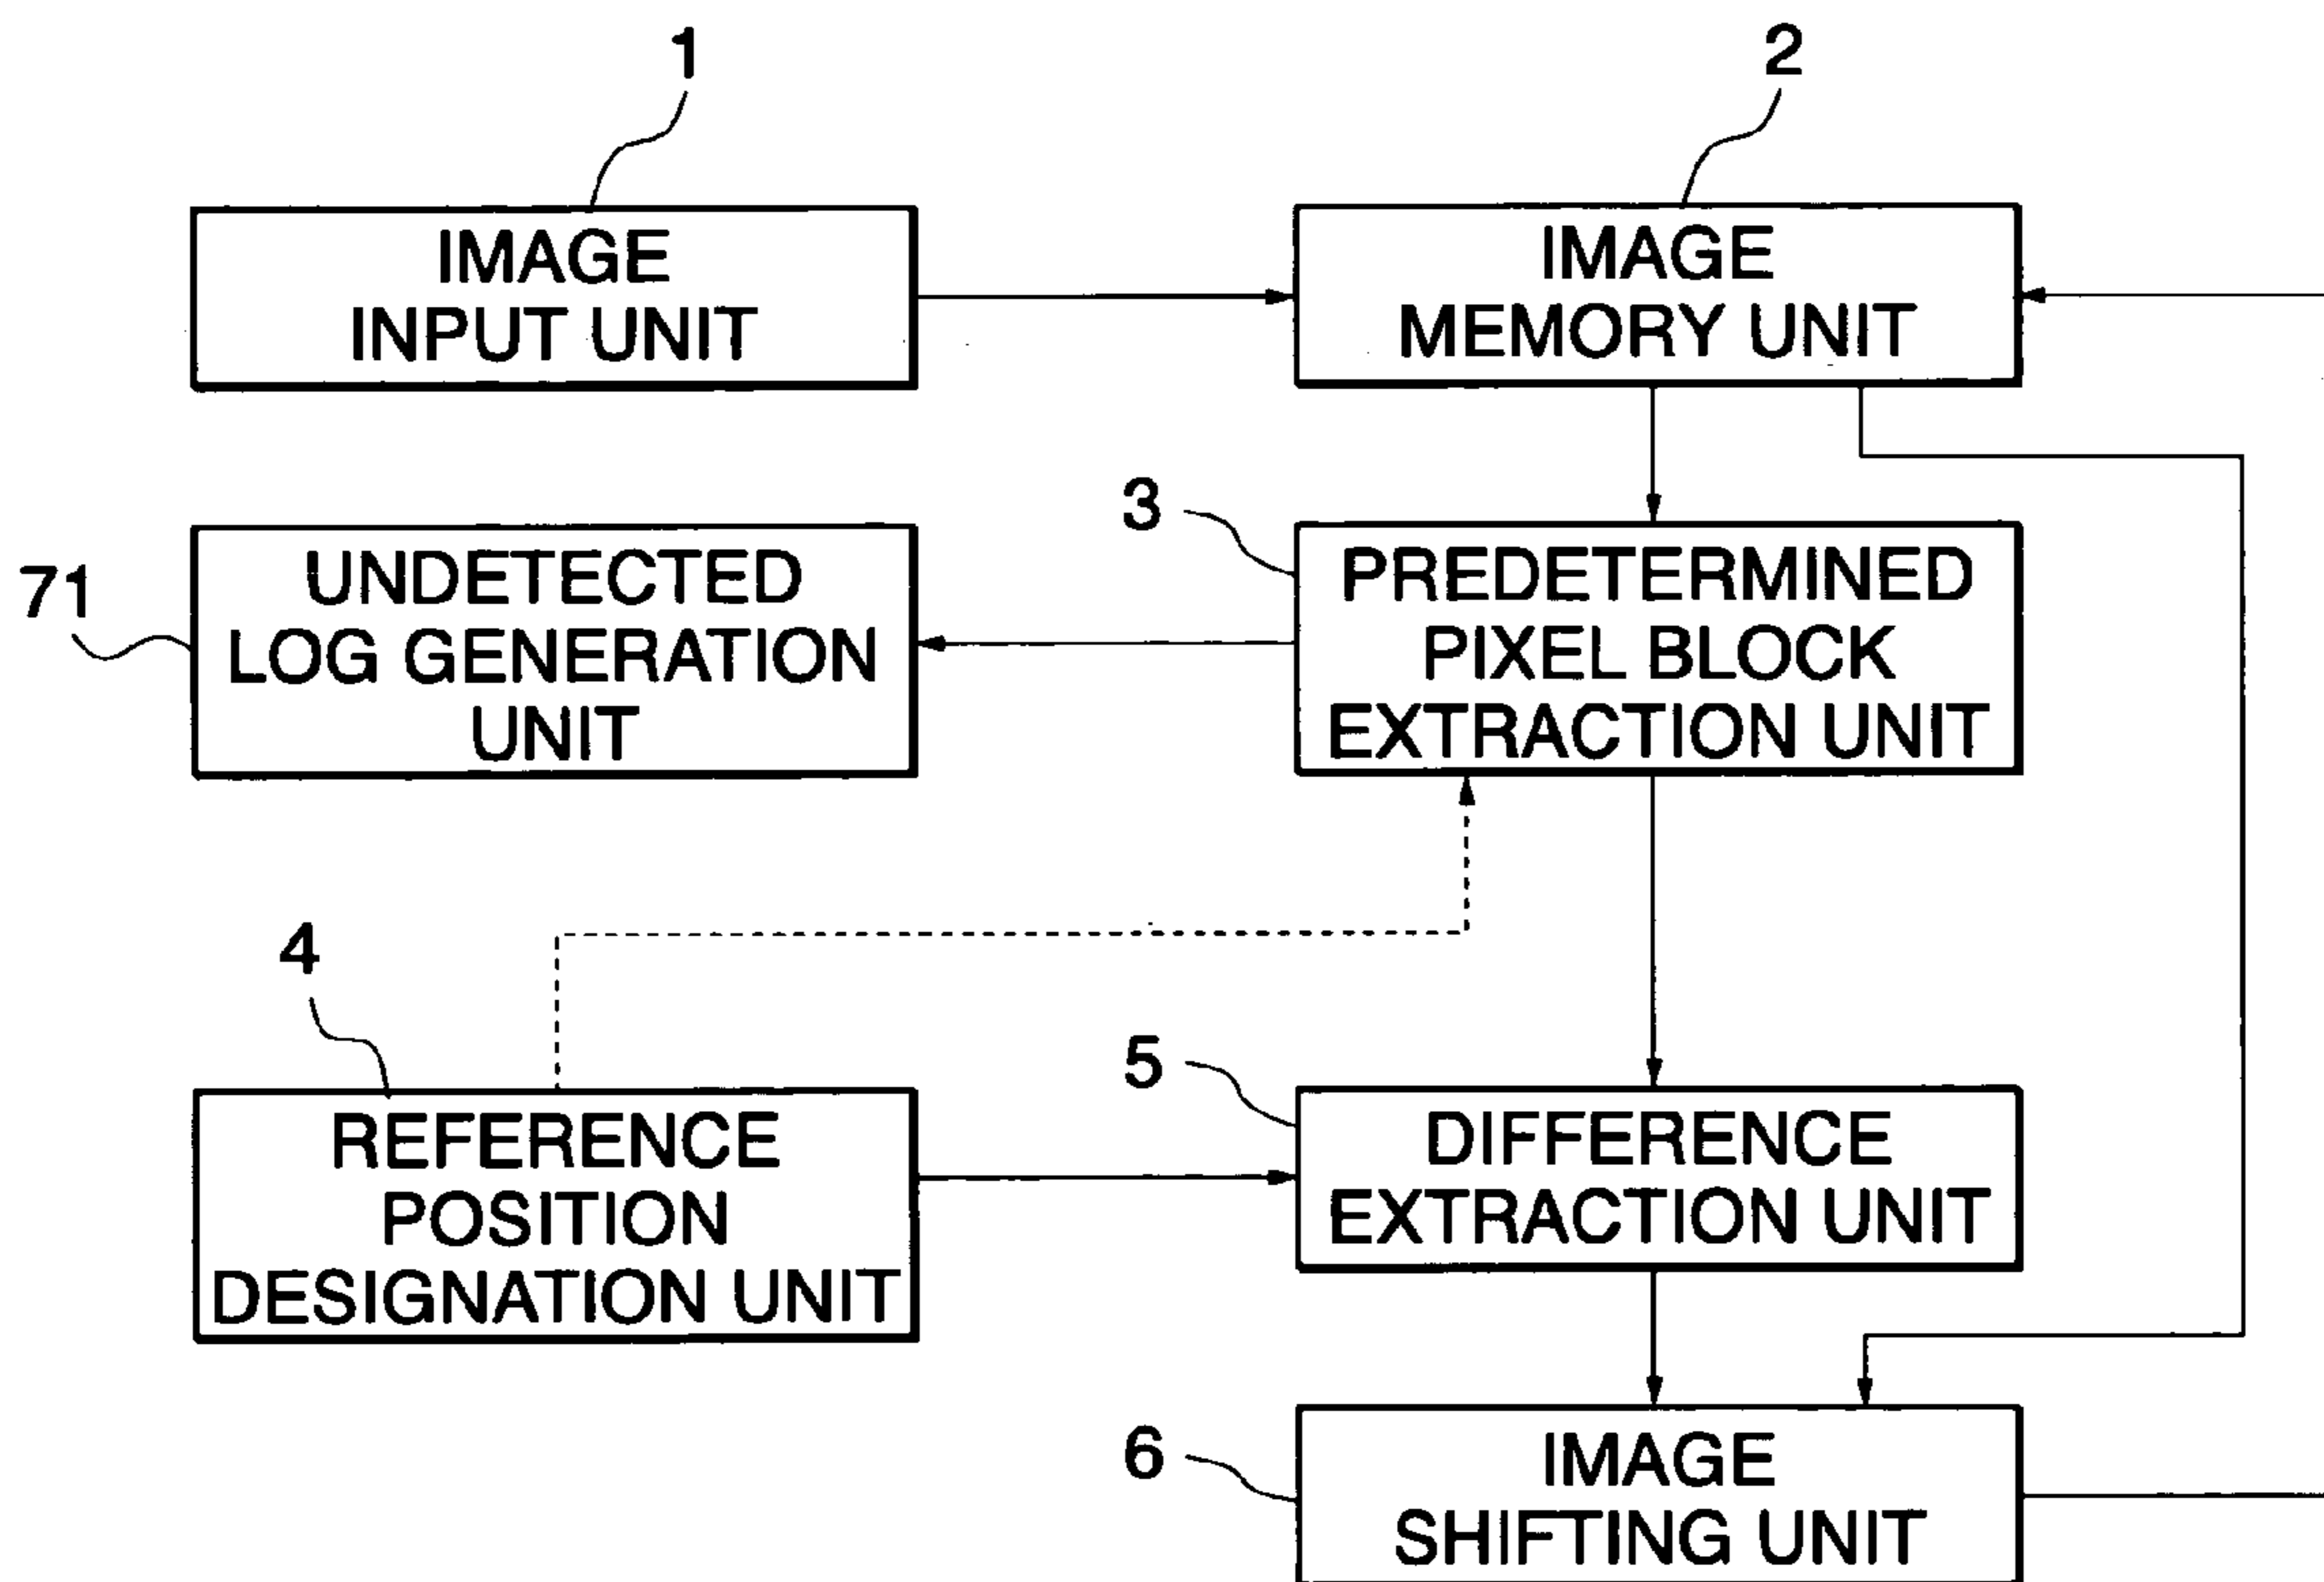 1
2
IMAGE
INPUT UNIT
IMAGE
MEMORY UNIT
3
71
UNDETECTED
LOG GENERATION
UNIT
PREDETERMINED
PIXEL BLOCK
EXTRACTION UNIT
4
5
REFERENCE
POSITION
DESIGNATION UNIT
DIFFERENCE
EXTRACTION UNIT
6
IMAGE
SHIFTING UNIT